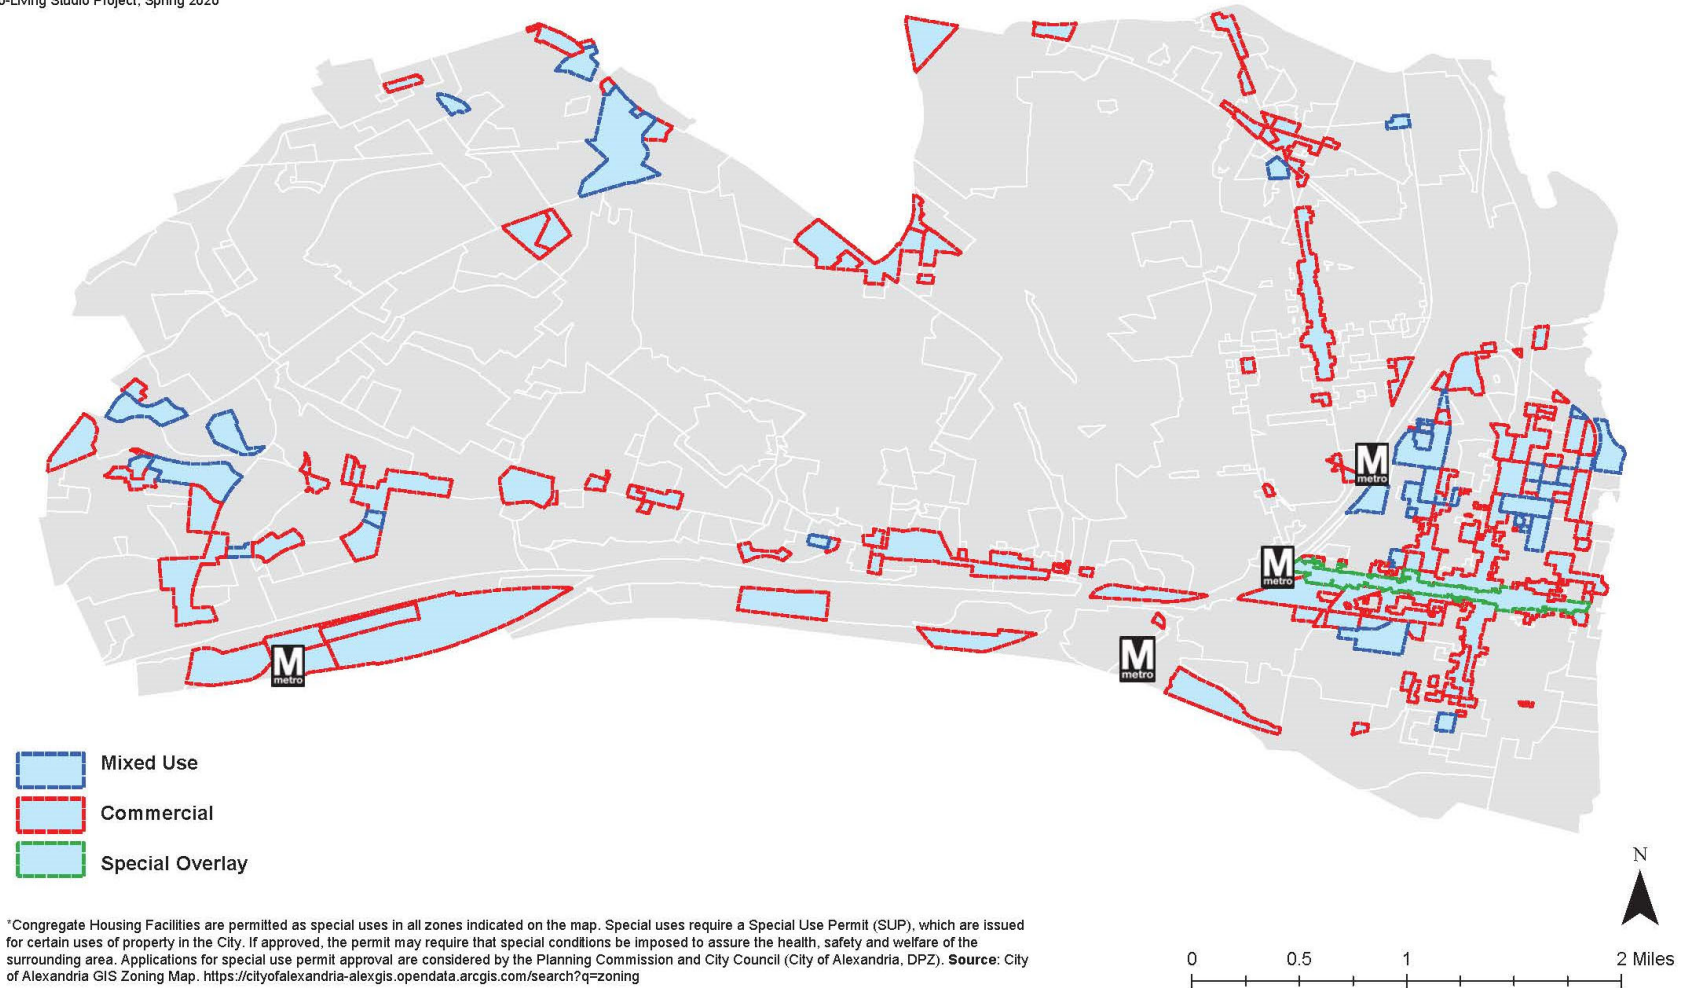 Living Studio Project, Spring 2020
M
metro
M
metro
M
metro
M
metro
Mixed Use
Commercial
Special Overlay
N
*Congregate Housing Facilities are permitted as special uses in all zones indicated on the map. Special uses require a Special Use Permit (SUP), which are issued
for certain uses of property in the City. If approved, the permit may require that special conditions be imposed to assure the health, safety and welfare of the
surrounding area. Applications for special use permit approval are considered by the Planning Commission and City Council (City of Alexandria, DPZ). Source: City
of Alexandria GIS Zoning Map. https://cityofalexandria-alexgis.opendata.arcgis.com/search?q=zoning
0 0.5 1 2 Miles